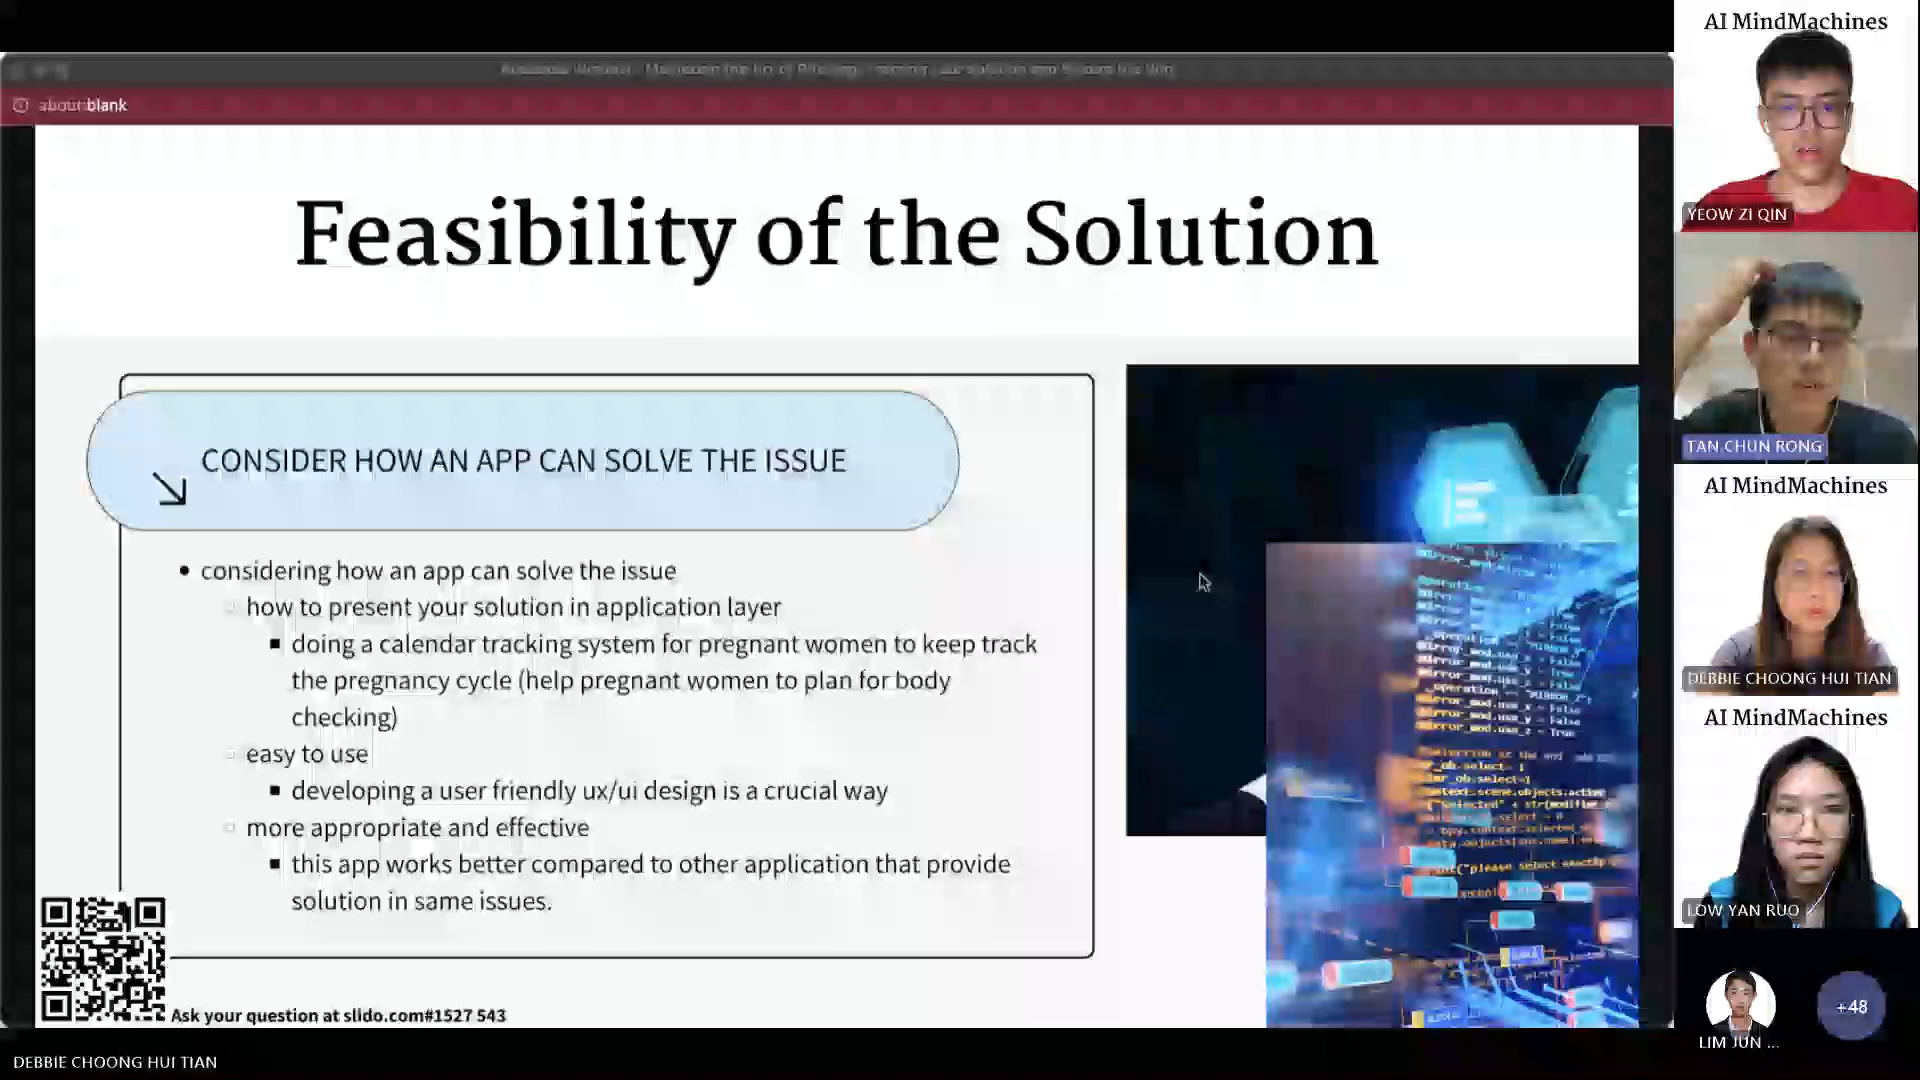 about:blank
Feasibility of the Solution
CONSIDER HOW AN APP CAN SOLVE THE ISSUE
considering how an app can solve the issue
how to present your solution in application layer
doing a calendar tracking system for pregnant women to keep track
the pregnancy cycle (help pregnant women to plan for body
checking)
easy to use
developing a user friendly ux/ui design is a crucial way
more appropriate and effective
this app works better compared to other application that provide
solution in same issues.
Ask your question at slido.com#1527 543
DEBBIE CHOONG HUI TIAN
AI MindMachines
YEOW ZI QIN
TAN CHUN RONG
AI MindMachines
DEBBIE CHOONG HUI TIAN
AI MindMachines
LOW YAN RUO
LIM JUN ...
+48